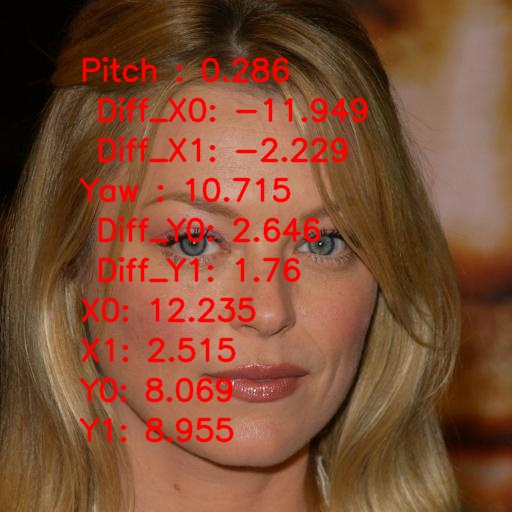 Pitch : 0.286
Diff_X0: -11.949
Diff_X1: -2.229
Yaw : 10.715
Diff_Y0: 2.646
Diff_Y1: 1.76
X0: 12.235
X1: 2.515
Y0: 8.069
Y1: 8.955